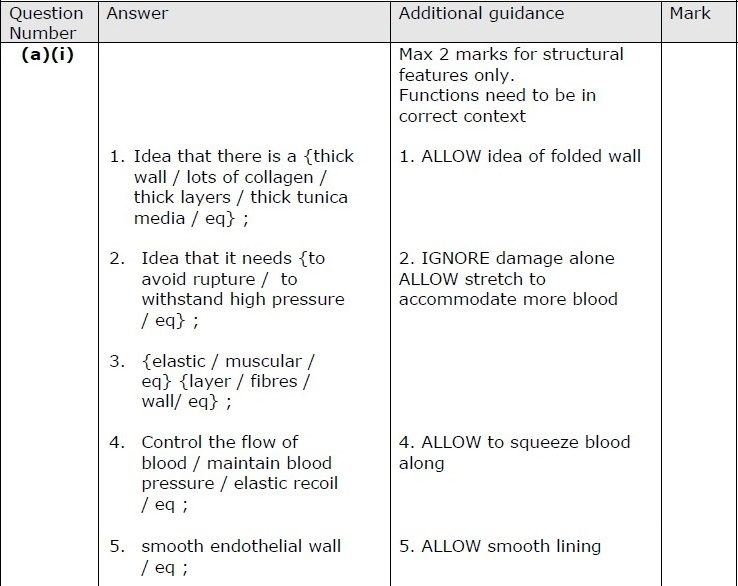 Question Number
Answer
Additional guidance
Mark
(a)(i)
Max 2 marks for structural
features only.
Functions need to be in
correct context
1. Idea that there is a {thick
wall / lots of collagen /
thick layers / thick tunica
media / eq} ;
1. ALLOW idea of folded wall
2. Idea that it needs {to
avoid rupture / to
withstand high pressure
/ eq} ;
2. IGNORE damage alone
ALLOW stretch to
accommodate more blood
3. {elastic / muscular /
eq} {layer / fibres /
wall/ eq} ;
4. Control the flow of
blood / maintain blood
pressure / elastic recoil
/ eq ;
4. ALLOW to squeeze blood
along
5. smooth endothelial wall
/ eq ;
5. ALLOW smooth lining